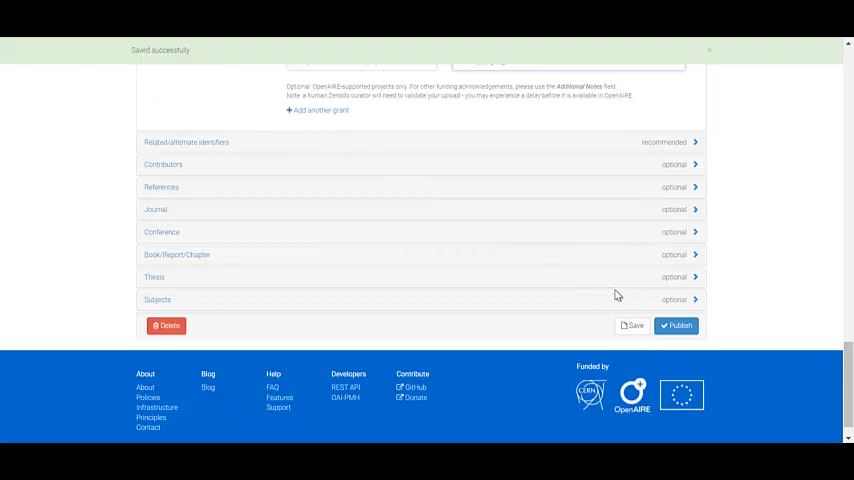 Saved successfully.
×
Optional. OpenAIRE-supported projects only. For other funding acknowledgements, please use the Additional Notes field.
Note: a human Zenodo curator will need to validate your upload - you may experience a delay before it is available in OpenAIRE.
Add another grant
Related/alternate identifiers recommended
Contributors optional
References optional
Journal optional
Conference optional
Book/Report/Chapter optional
Thesis optional
Subjects optional
Delete Save Publish
About Blog Help Developers Contribute Funded by
About Blog FAQ REST API GitHub
Policies Features OAI-PMH Donate
Infrastructure Support
Principles
Contact
CERN OpenAIRE